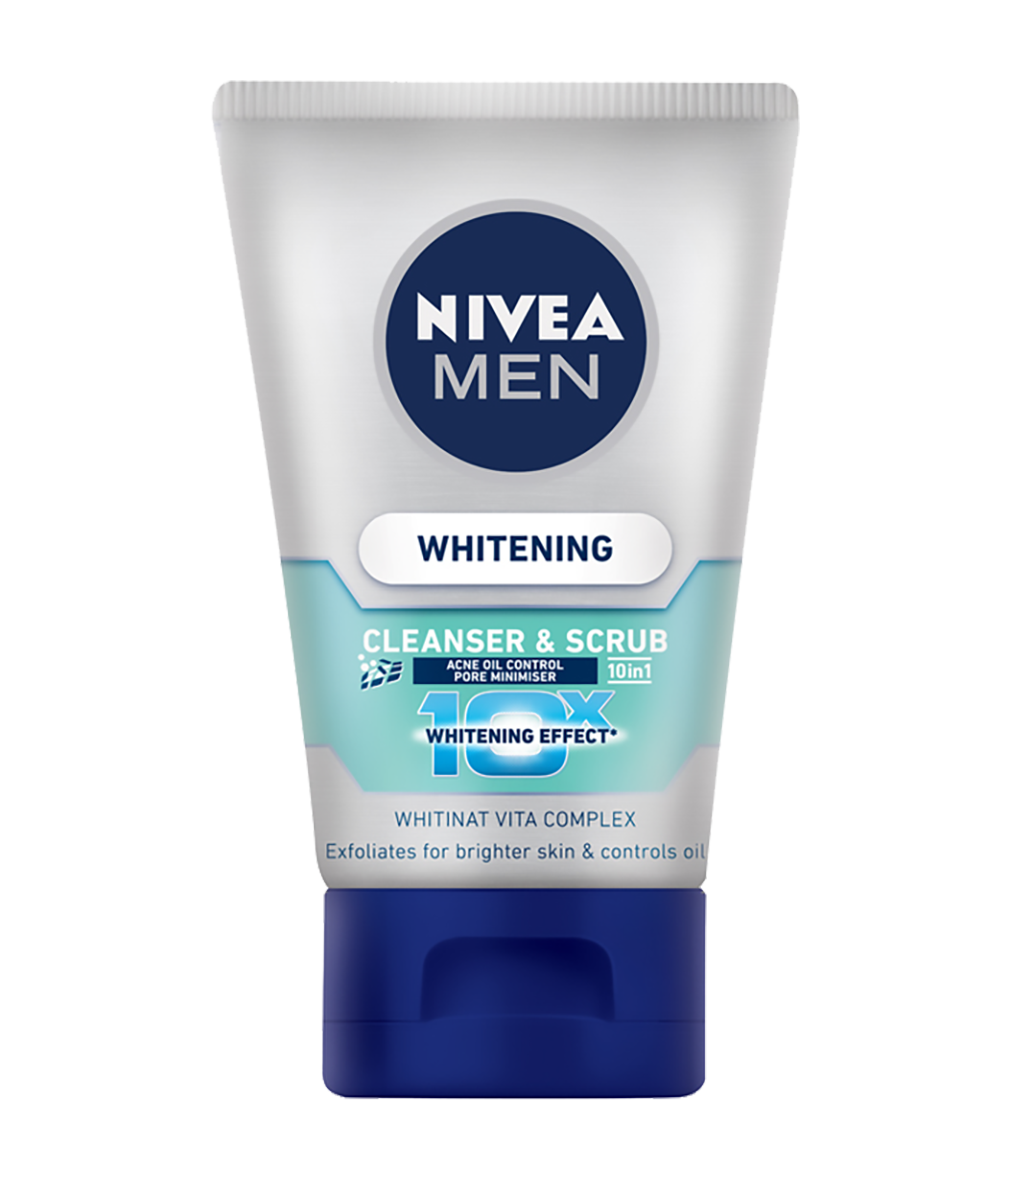 NIVEA
MEN
WHITENING
CLEANSER & SCRUB
ACNE OIL CONTROL
PORE MINIMISER
10in1
10X
WHITENING EFFECT*
WHITINAT VITA COMPLEX
Exfoliates for brighter skin & controls oil